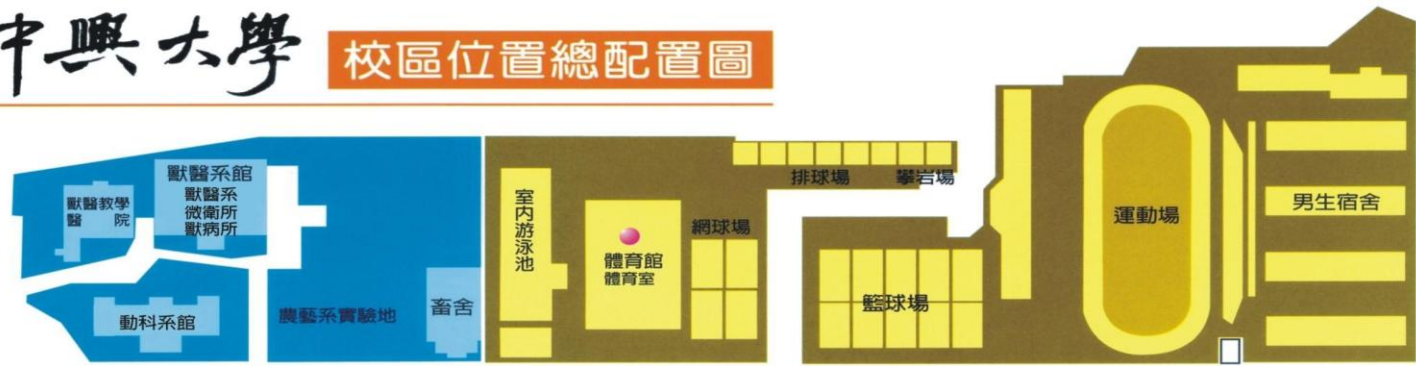 中興大學
校區位置總配置圖
獸醫系館
獸醫系
微衛所
獸病所
獸醫教學
醫 院
動科系館
農藝系實驗地
畜舍
室內游泳池
體育館
體育室
網球場
排球場
攀岩場
籃球場
運動場
男生宿舍